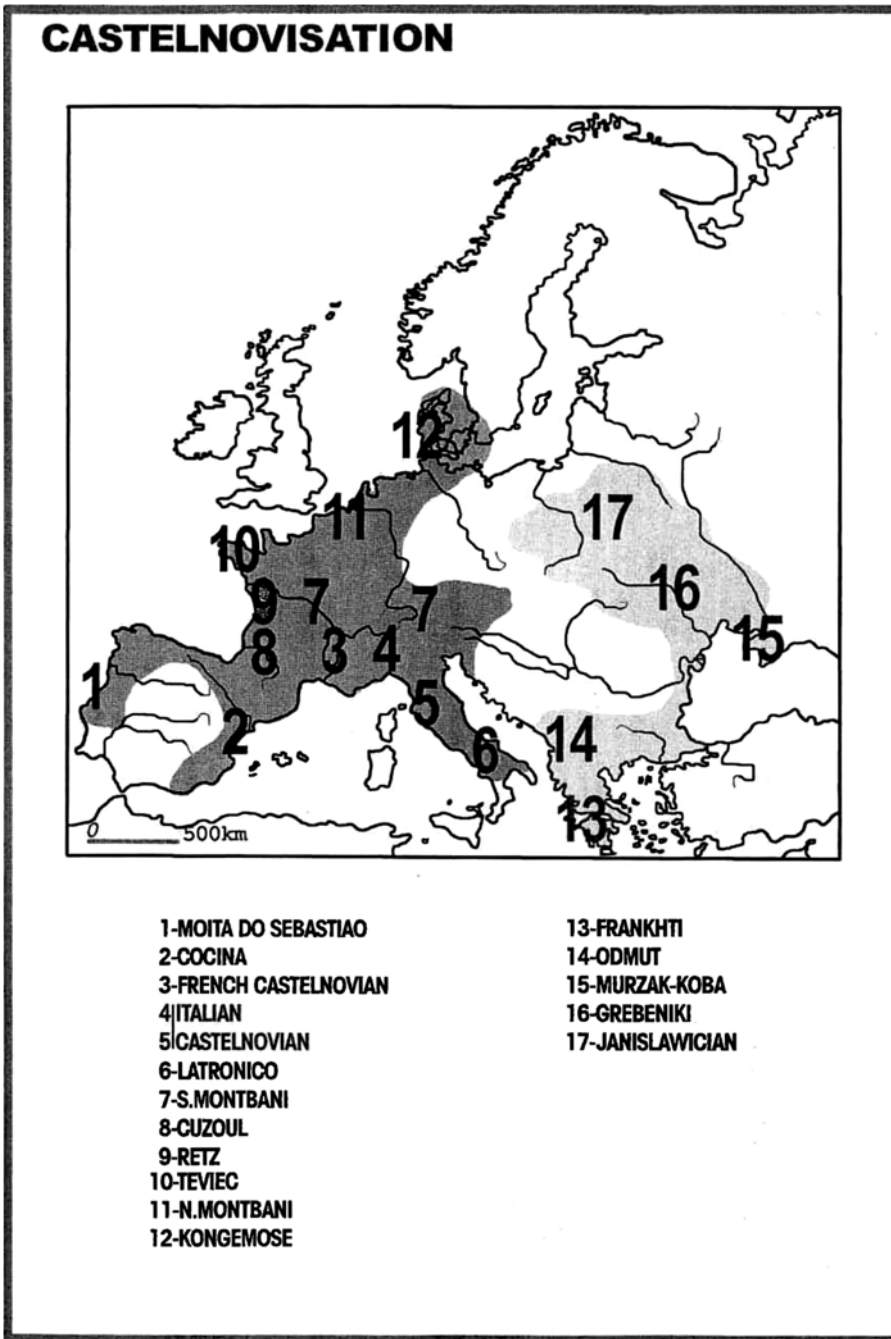 CASTELNOVISATION
12
17
11
10
16
9
7
7
15
8
3
4
1
5
2
14
6
13
0 500km
1-MOITA DO SEBASTIAO
2-COCINA
3-FRENCH CASTELNOVIAN
4 ITALIAN
5 CASTELNOVIAN
6-LATRONICO
7-S.MONTBANI
8-CUZOUL
9-RETZ
10-TEVIEC
11-N.MONTBANI
12-KONGEMOSE
13-FRANKHTI
14-ODMUT
15-MURZAK-KOBA
16-GREBENIKI
17-JANISLAWICIAN